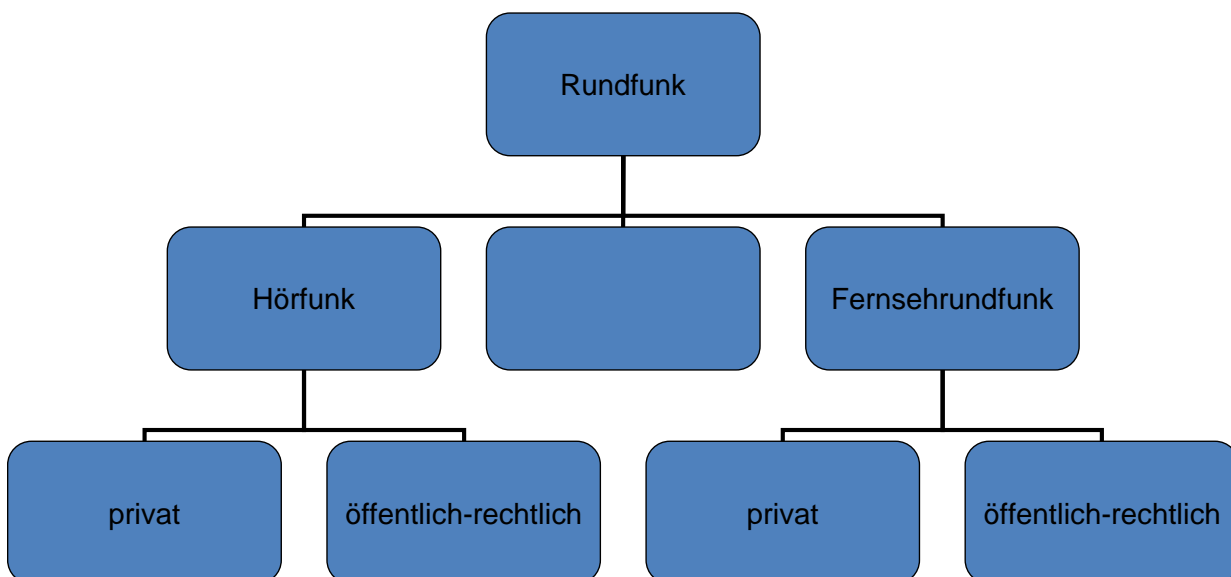 Rundfunk
Hörfunk
Fernsehrundfunk
privat
öffentlich-rechtlich
privat
öffentlich-rechtlich